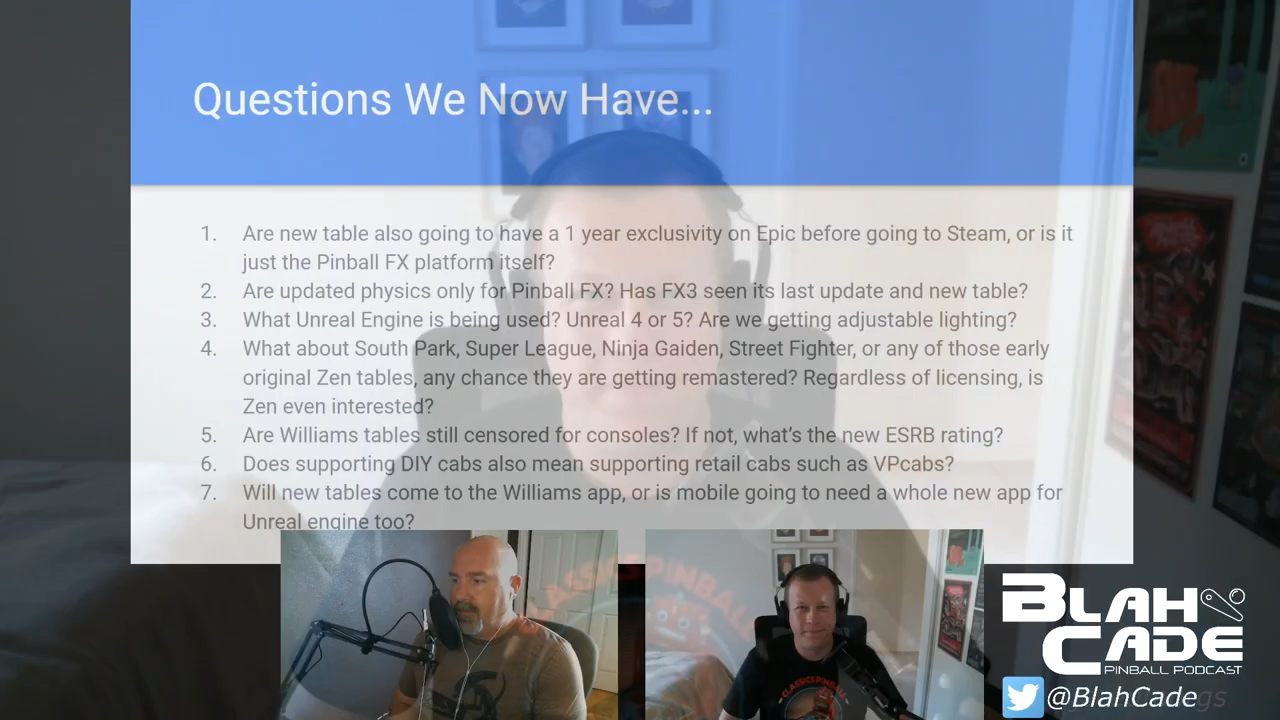 Questions We Now Have...
1. Are new table also going to have a 1 year exclusivity on Epic before going to Steam, or is it
just the Pinball FX platform itself?
2. Are updated physics only for Pinball FX? Has FX3 seen its last update and new table?
3. What Unreal Engine is being used? Unreal 4 or 5? Are we getting adjustable lighting?
4. What about South Park, Super League, Ninja Gaiden, Street Fighter, or any of those early
original Zen tables, any chance they are getting remastered? Regardless of licensing, is
Zen even interested?
5. Are Williams tables still censored for consoles? If not, what's the new ESRB rating?
6. Does supporting DIY cabs also mean supporting retail cabs such as VPcabs?
7. Will new tables come to the Williams app, or is mobile going to need a whole new app for
Unreal engine too?
CLASSICPINBALL
BLAHCADE
PINBALL PODCAST
@BlahCade